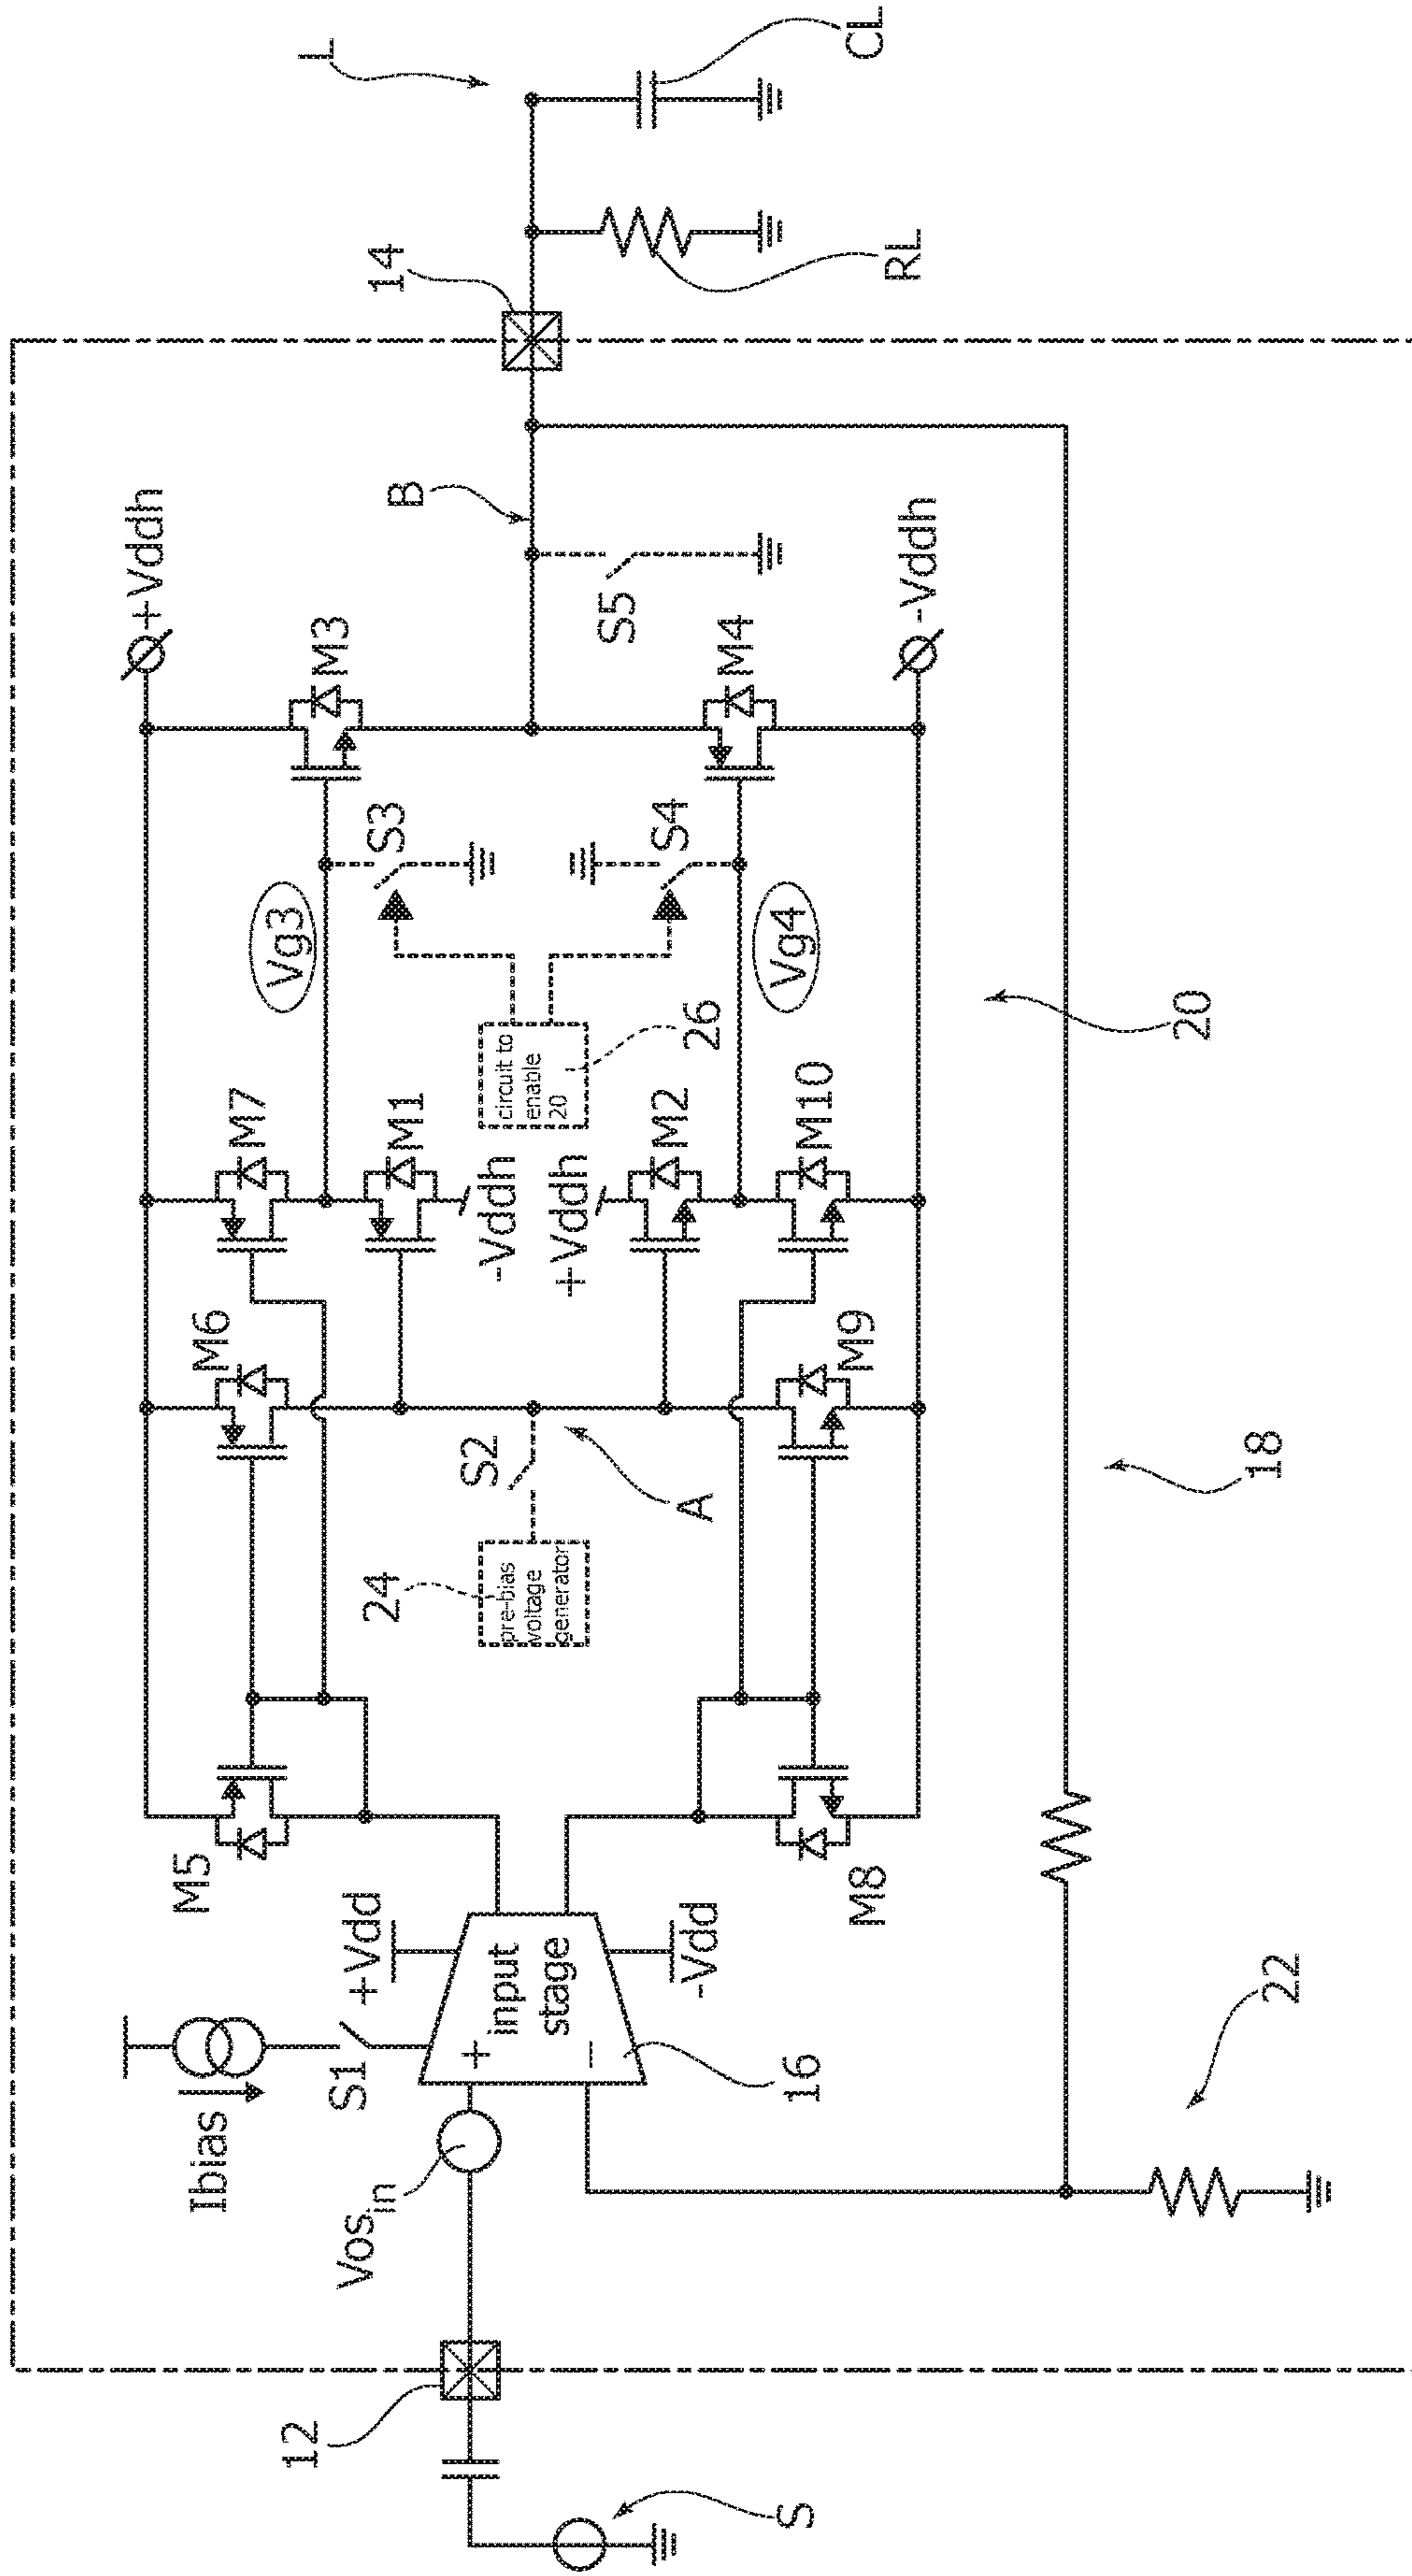 L
CL
14
RL
+Vddh
B
S5
-Vddh
M3
M4
S3
S4
Vg3
Vg4
circuit to
enable
20
26
20
M7
M1
M2
M10
-Vddh
+Vddh
M6
M9
S2
A
18
24
pre-bias
voltage
generator
M5
M8
+Vdd
-Vdd
input
stage
+
−
Ibias
S1
16
22
Vosin
12
S